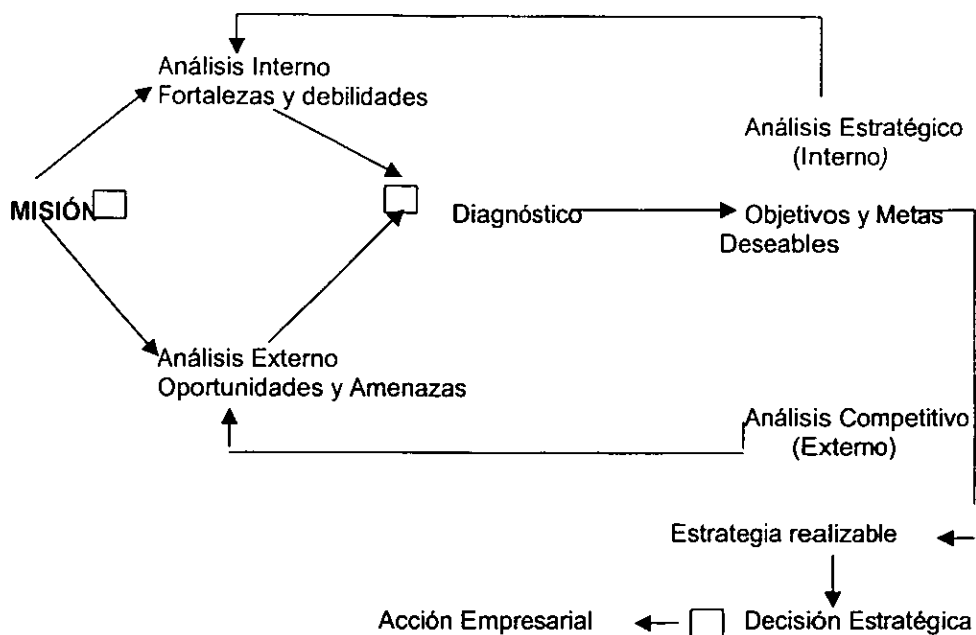 Análisis Interno
Fortalezas y debilidades
Análisis Estratégico
(Interno)
MISIÓN
Diagnóstico
Objetivos y Metas
Deseables
Análisis Externo
Oportunidades y Amenazas
Análisis Competitivo
(Externo)
Estrategia realizable
Acción Empresarial
Decisión Estratégica